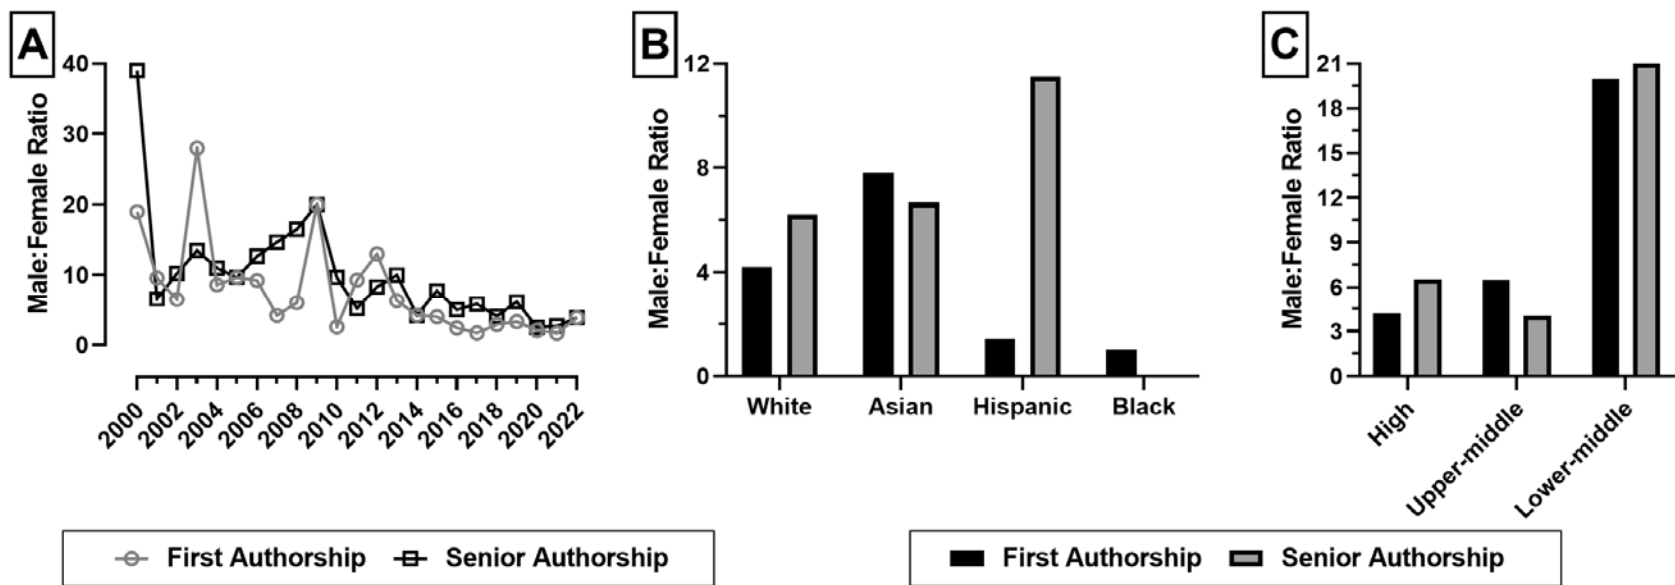 A
Male:Female Ratio
40
30
20
10
0
2000
2002
2004
2006
2008
2010
2012
2014
2016
2018
2020
2022
First Authorship
Senior Authorship
B
Male:Female Ratio
12
8
4
0
White
Asian
Hispanic
Black
C
Male:Female Ratio
21
18
15
12
9
6
3
0
High
Upper-middle
Lower-middle
First Authorship
Senior Authorship